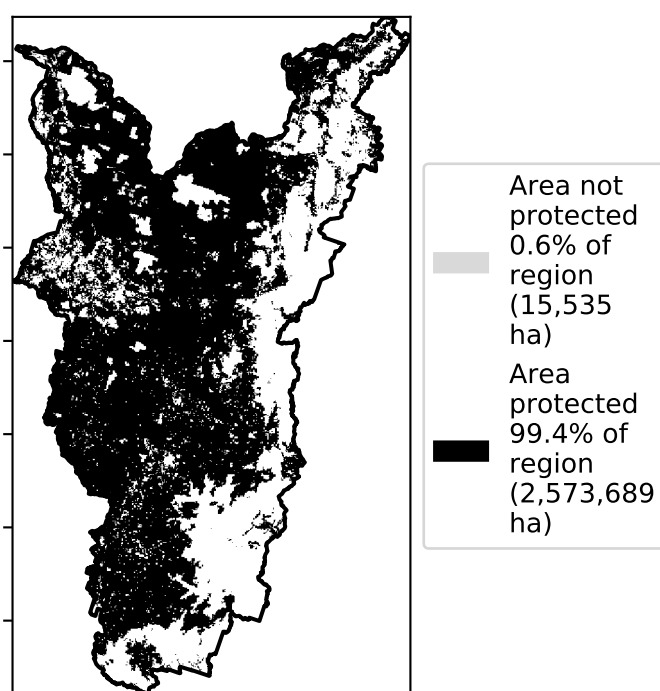 Area not
protected
0.6% of
region
(15,535
ha)
Area
protected
99.4% of
region
(2,573,689
ha)